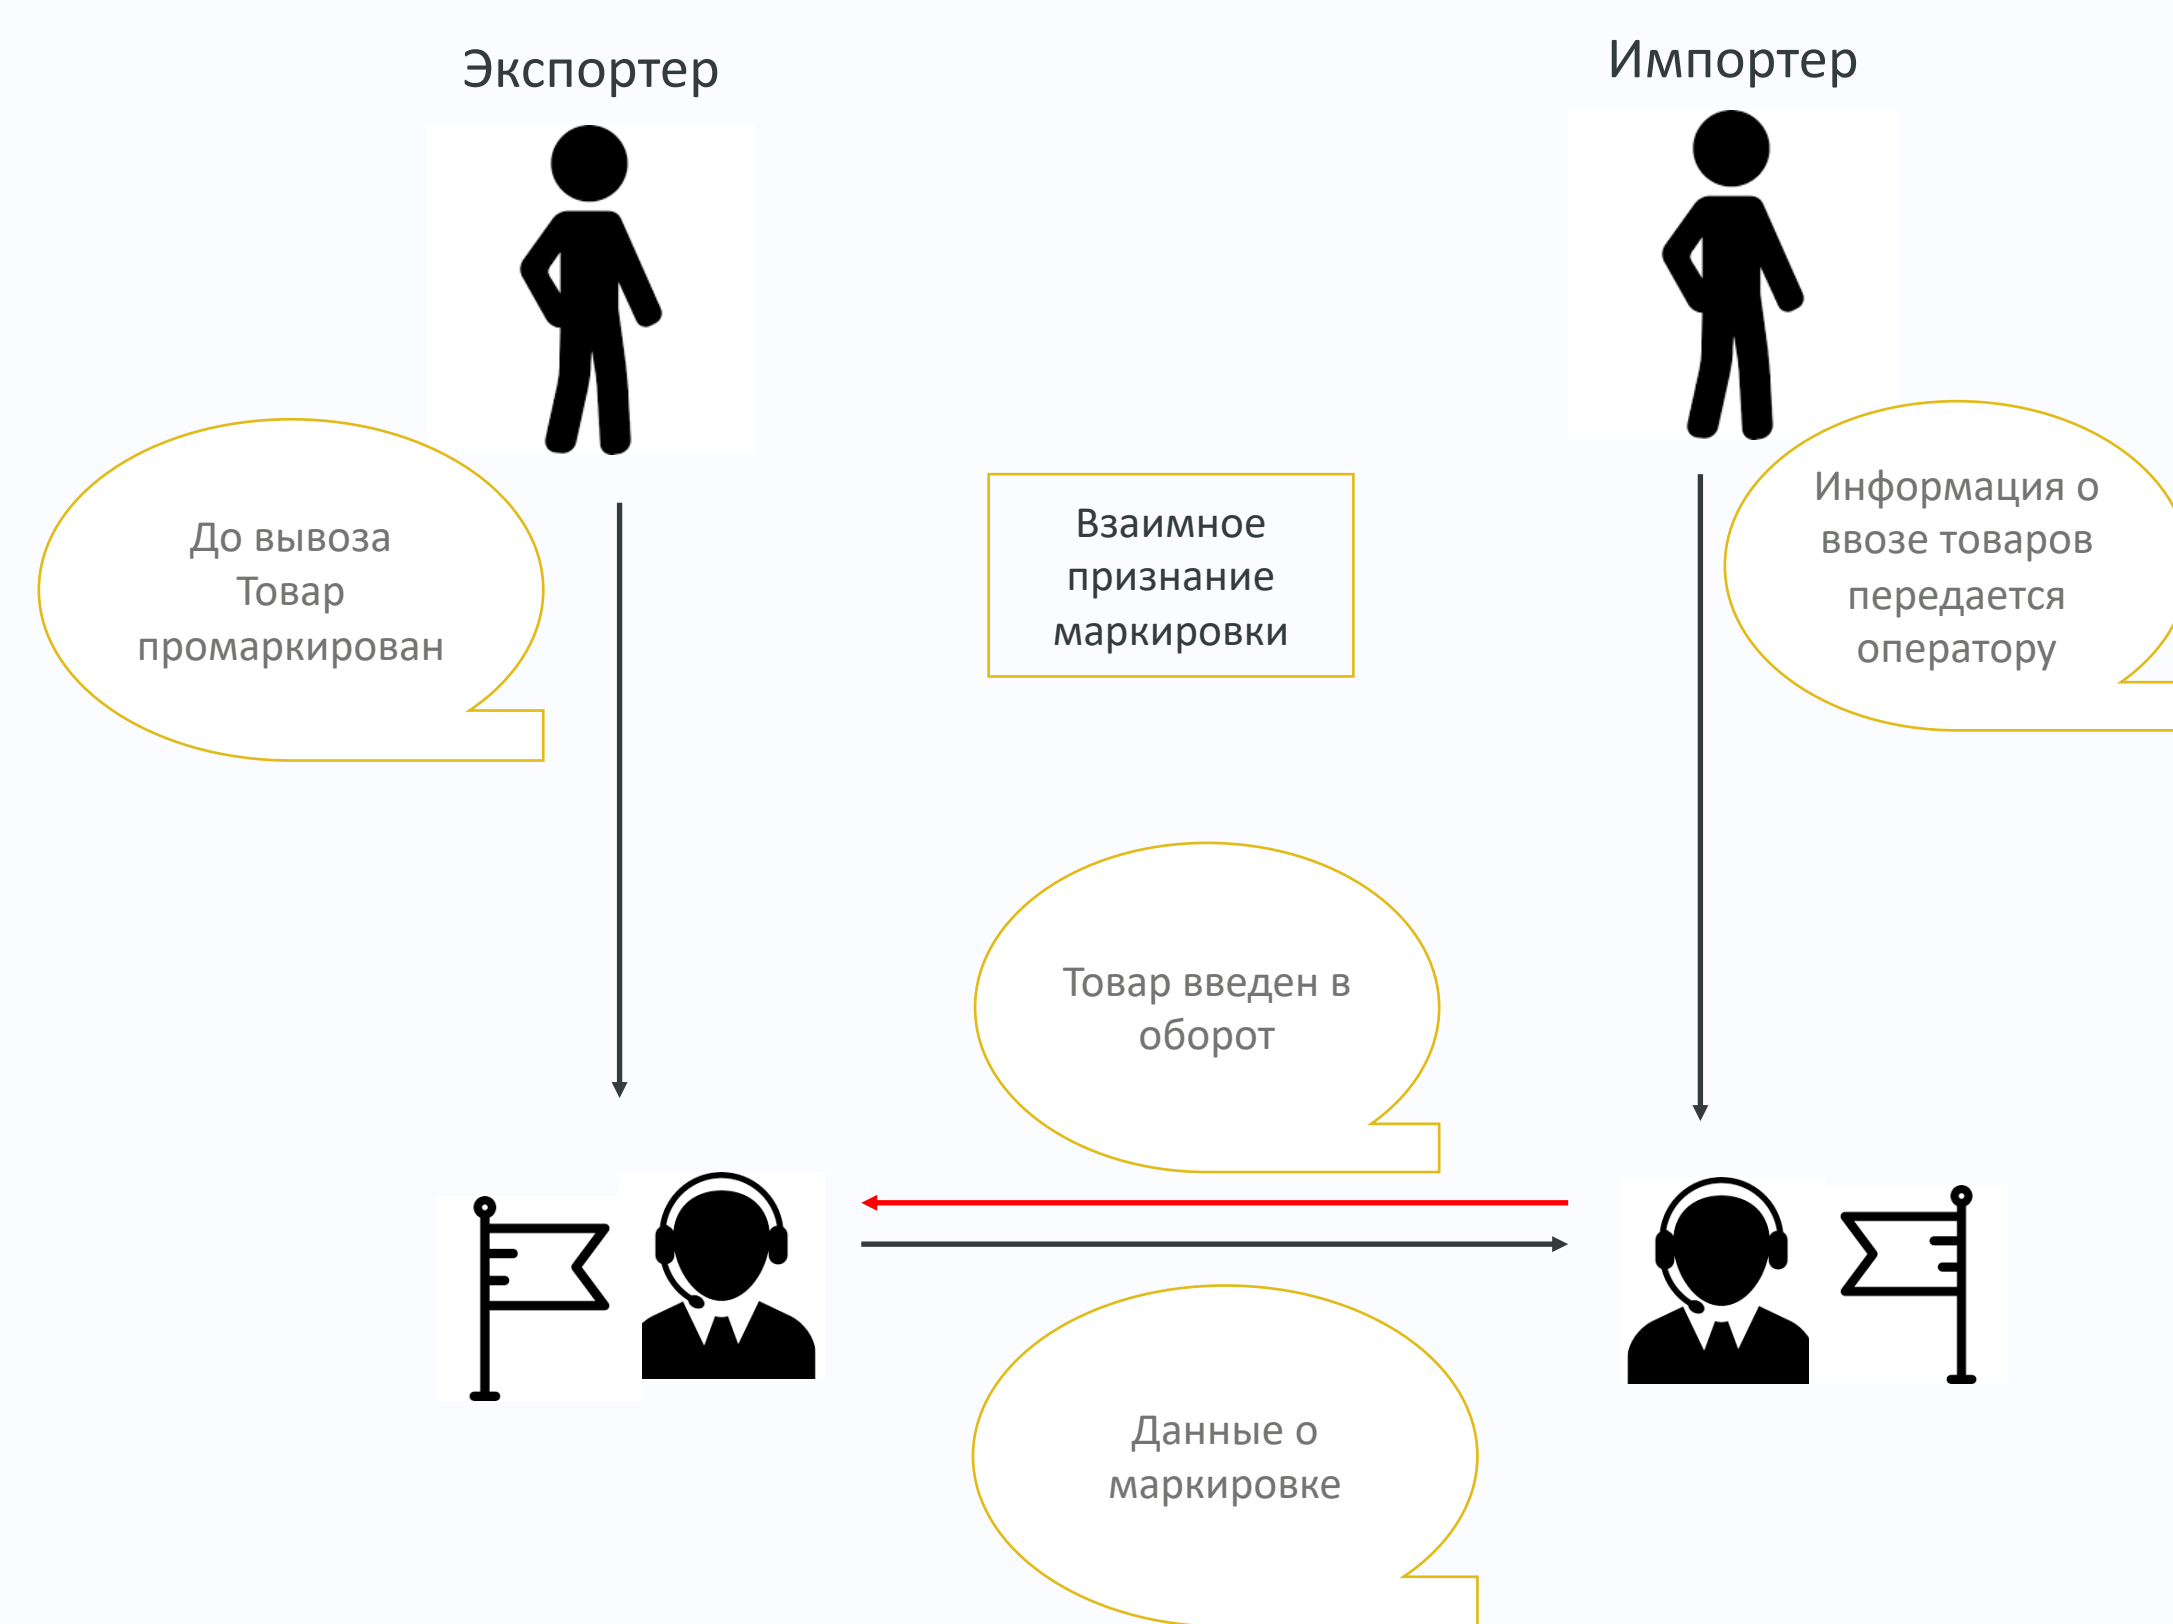 Экспортер
Импортер
До вывоза
Товар
промаркирован
Взаимное
признание
маркировки
Информация о
ввозе товаров
передается
оператору
Товар введен в
оборот
Данные о
маркировке